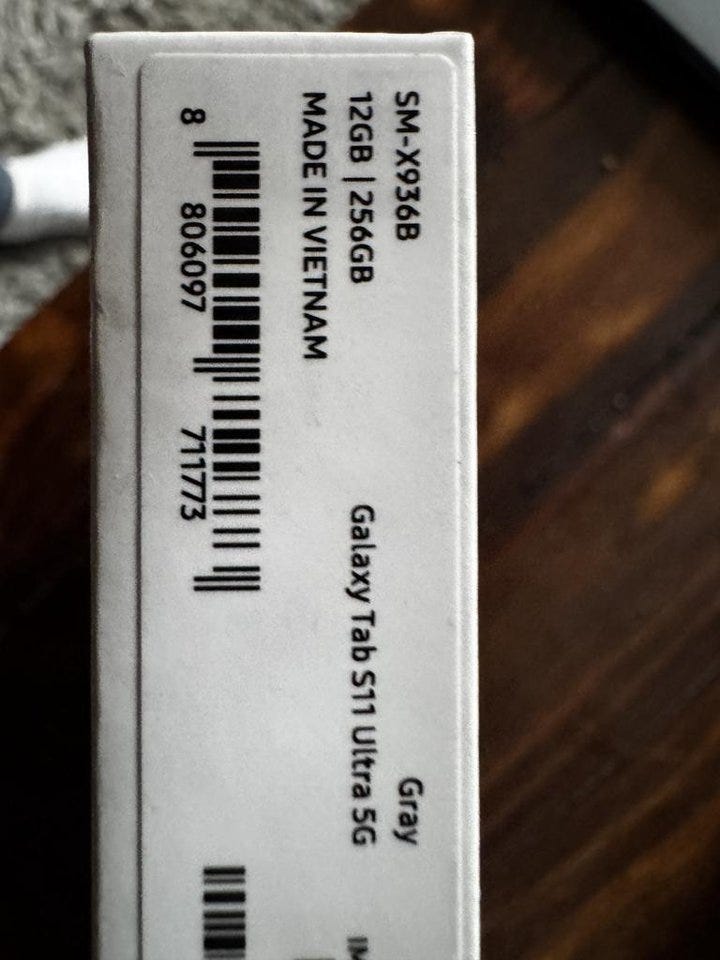 SM-X936B
Gray
12GB | 256GB
Galaxy Tab S11 Ultra 5G
MADE IN VIETNAM
8 806097 711773